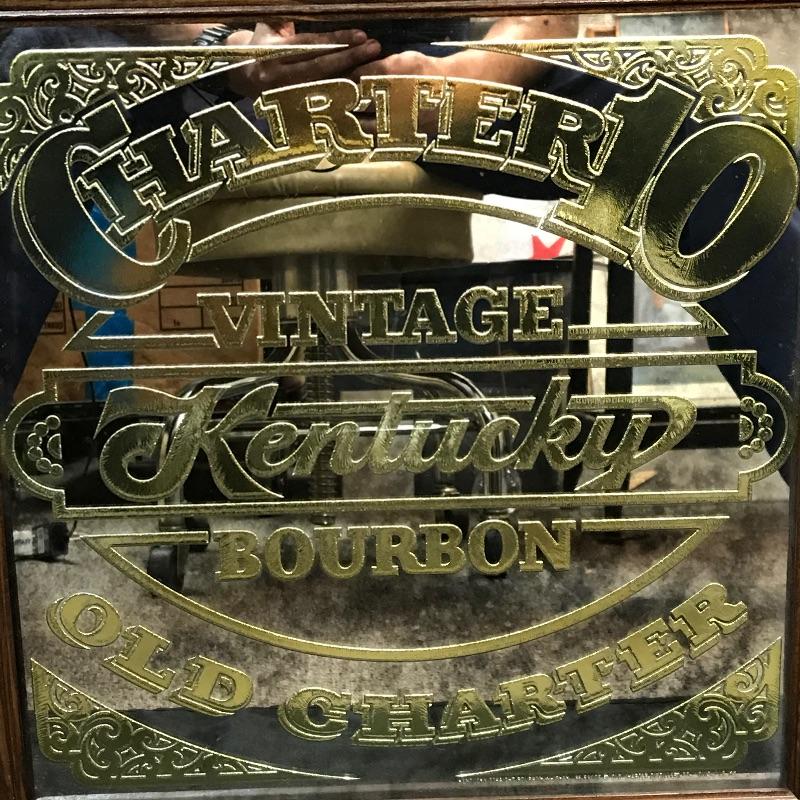 CHARTER 10
VINTAGE
Kentucky
BOURBON
OLD CHARTER